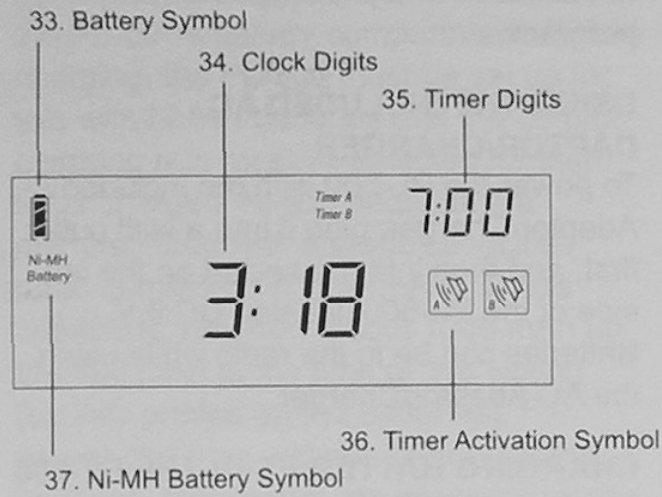 33. Battery Symbol
34. Clock Digits
35. Timer Digits
Timer A
Timer B
7:00
Ni-MH
Battery
3:18
A
B
36. Timer Activation Symbol
37. Ni-MH Battery Symbol